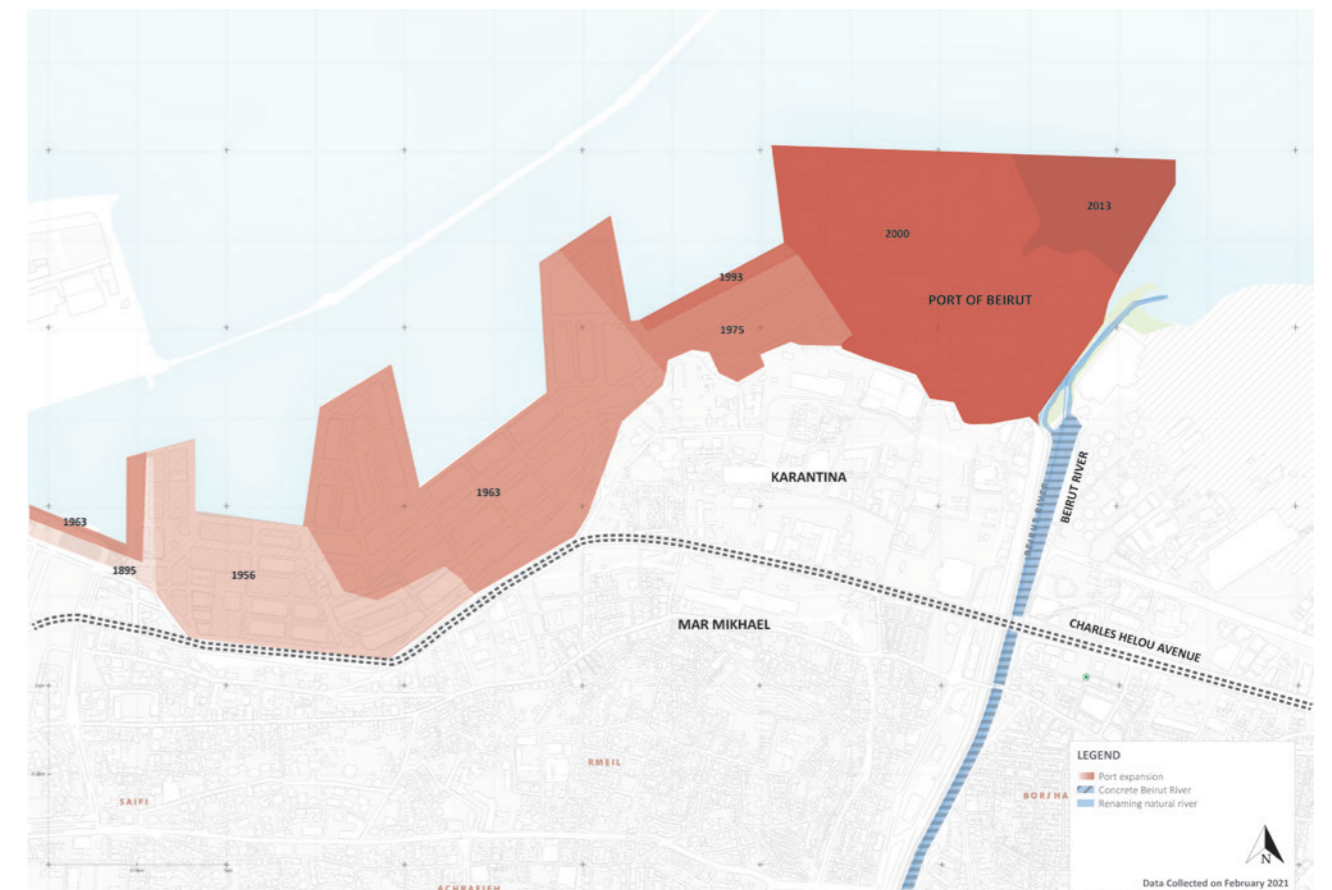 2013
2000
1993
PORT OF BEIRUT
1975
KARANTINA
1963
BEIRUT RIVER
BEIRUT RIVER
1963
1895
1956
MAR MIKHAEL
CHARLES HELOU AVENUE
RMEIL
SAIFI
BORJ HA
ACHRAFIEH
LEGEND
Port expansion
Concrete Beirut River
Renaming natural river
N
Data Collected on February 2021